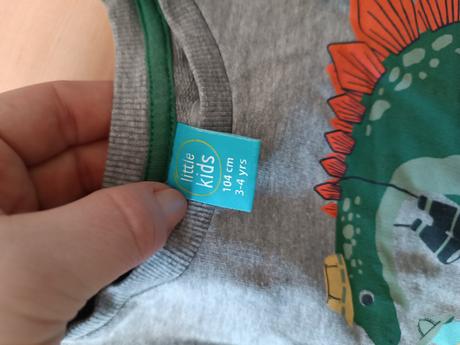 little
kids
104 cm
3-4 yrs